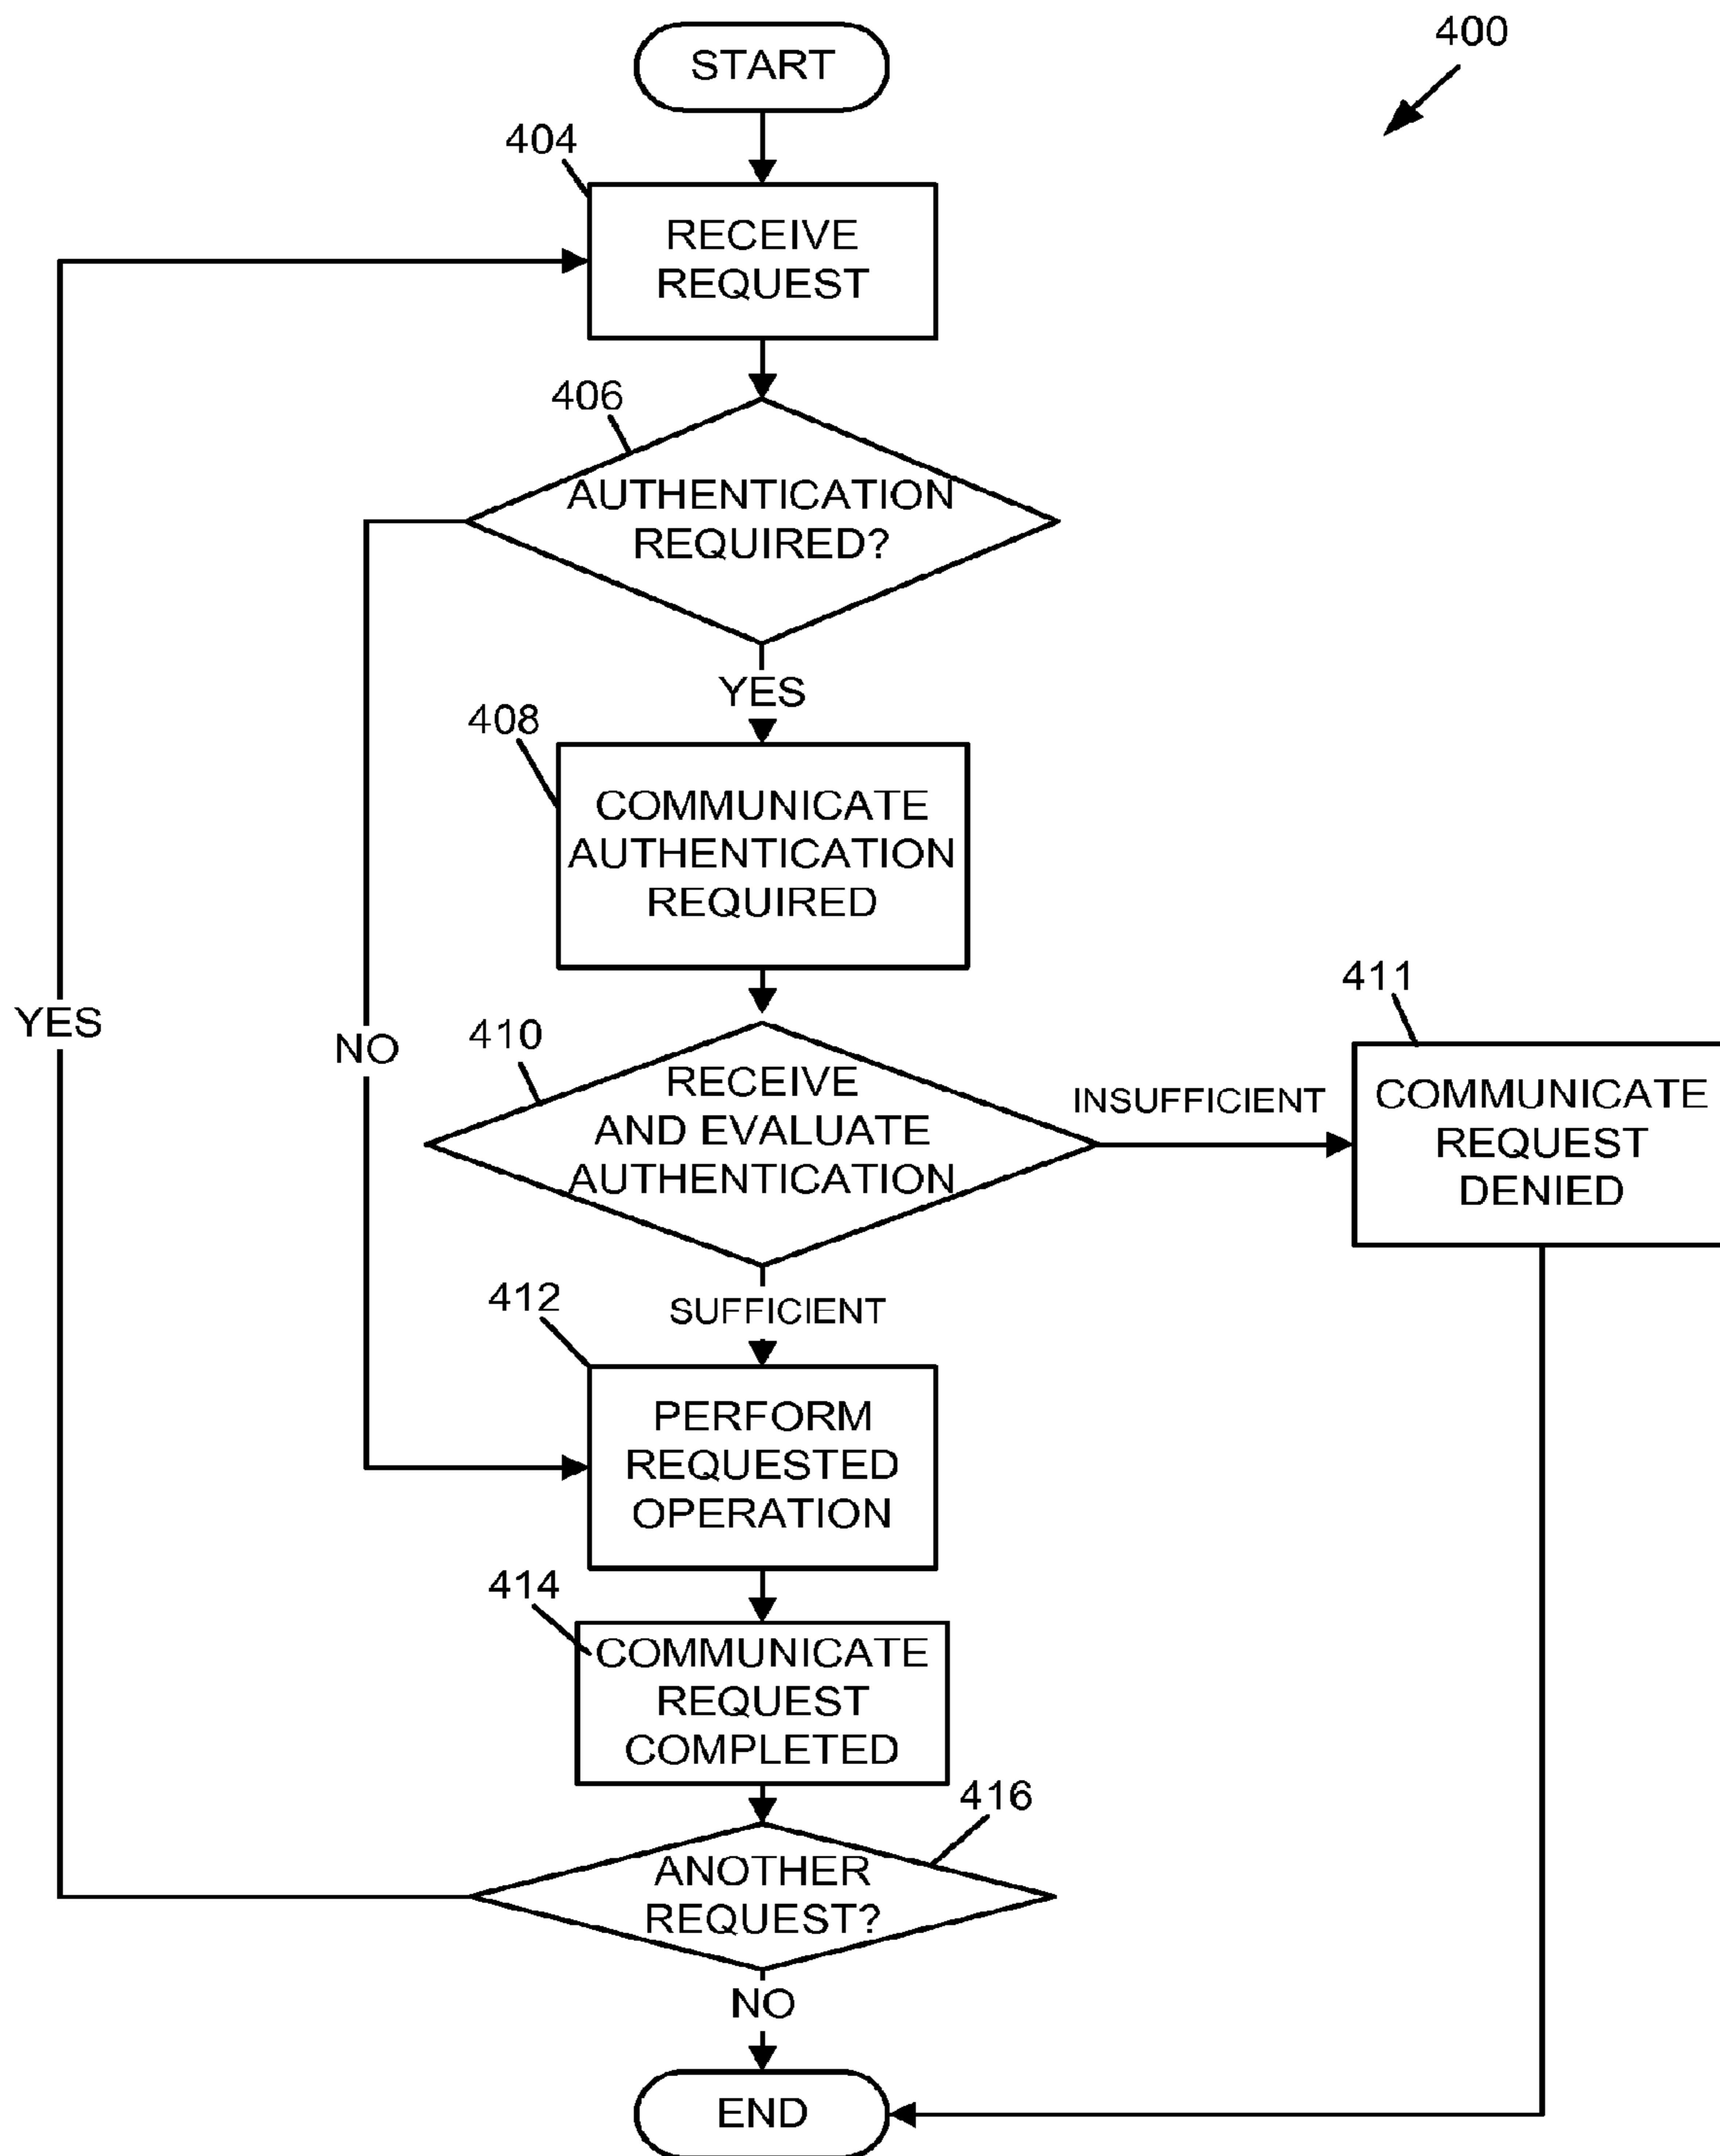 START
400
404
RECEIVE
REQUEST
406
AUTHENTICATION
REQUIRED?
YES
408
COMMUNICATE
AUTHENTICATION
REQUIRED
YES
NO
410
RECEIVE
AND EVALUATE
AUTHENTICATION
INSUFFICIENT
411
COMMUNICATE
REQUEST
DENIED
SUFFICIENT
412
PERFORM
REQUESTED
OPERATION
414
COMMUNICATE
REQUEST
COMPLETED
416
ANOTHER
REQUEST?
NO
END